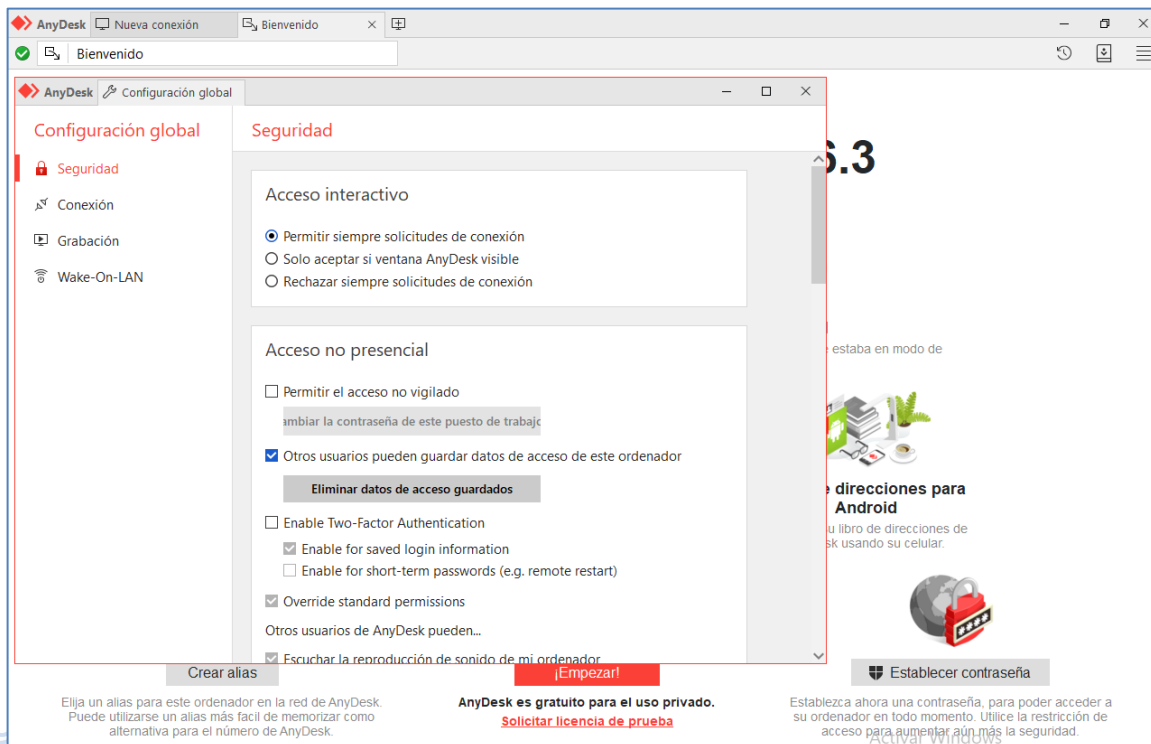 AnyDesk Nueva conexión Bienvenido
Bienvenido
AnyDesk Configuración global
Configuración global
Seguridad
Conexión
Grabación
Wake-On-LAN
Seguridad
Acceso interactivo
Permitir siempre solicitudes de conexión
Solo aceptar si ventana AnyDesk visible
Rechazar siempre solicitudes de conexión
Acceso no presencial
Permitir el acceso no vigilado
ambiar la contraseña de este puesto de trabajo
Otros usuarios pueden guardar datos de acceso de este ordenador
Eliminar datos de acceso guardados
Enable Two-Factor Authentication
Enable for saved login information
Enable for short-term passwords (e.g. remote restart)
Override standard permissions
Otros usuarios de AnyDesk pueden...
Escuchar la reproducción de sonido de mi ordenador
6.3
estaba en modo de
direcciones para
Android
u libro de direcciones de
sk usando su celular.
Crear alias
Elija un alias para este ordenador en la red de AnyDesk.
Puede utilizarse un alias más facil de memorizar como
alternativa para el número de AnyDesk.
¡Empezar!
AnyDesk es gratuito para el uso privado.
Solicitar licencia de prueba
Establecer contraseña
Establezca ahora una contraseña, para poder acceder a
su ordenador en todo momento. Utilice la restricción de
acceso para aumentar aún más la seguridad.
Activar Windows